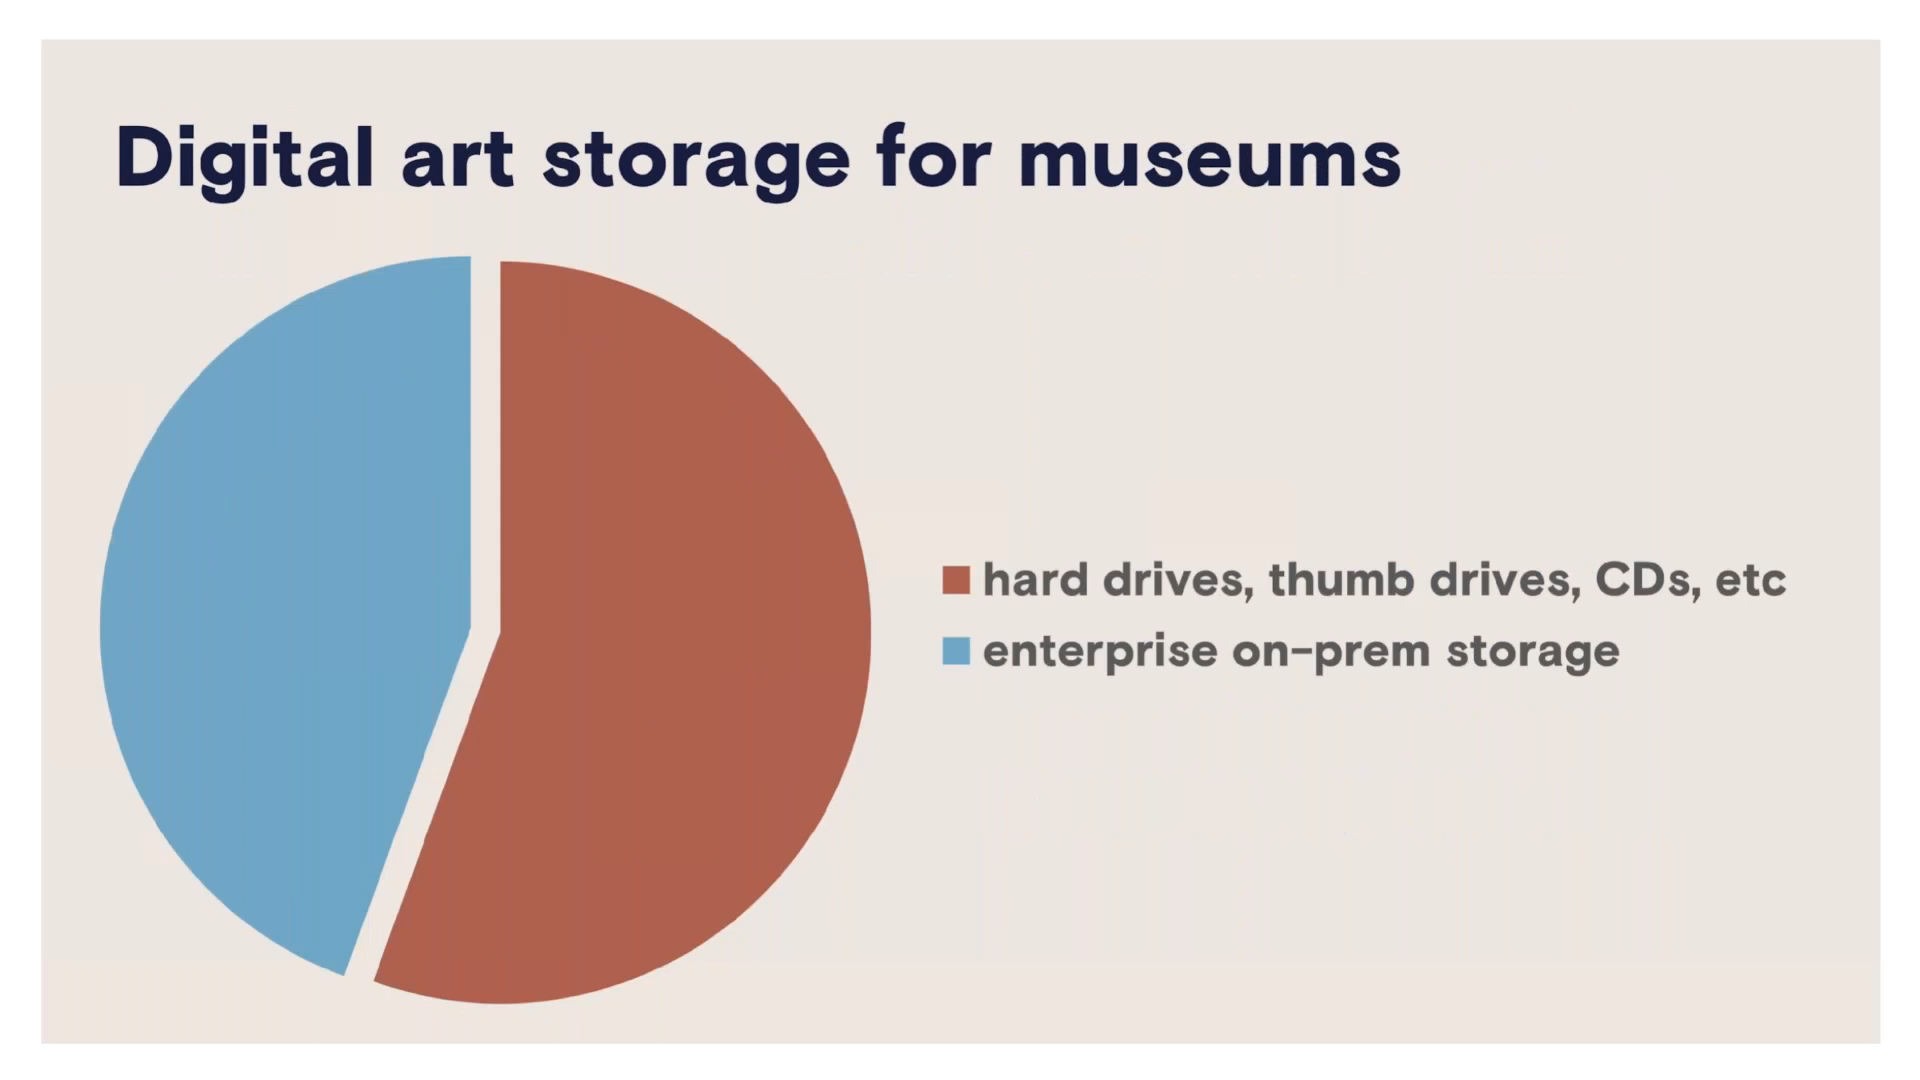 Digital art storage for museums
hard drives, thumb drives, CDs, etc
enterprise on-prem storage